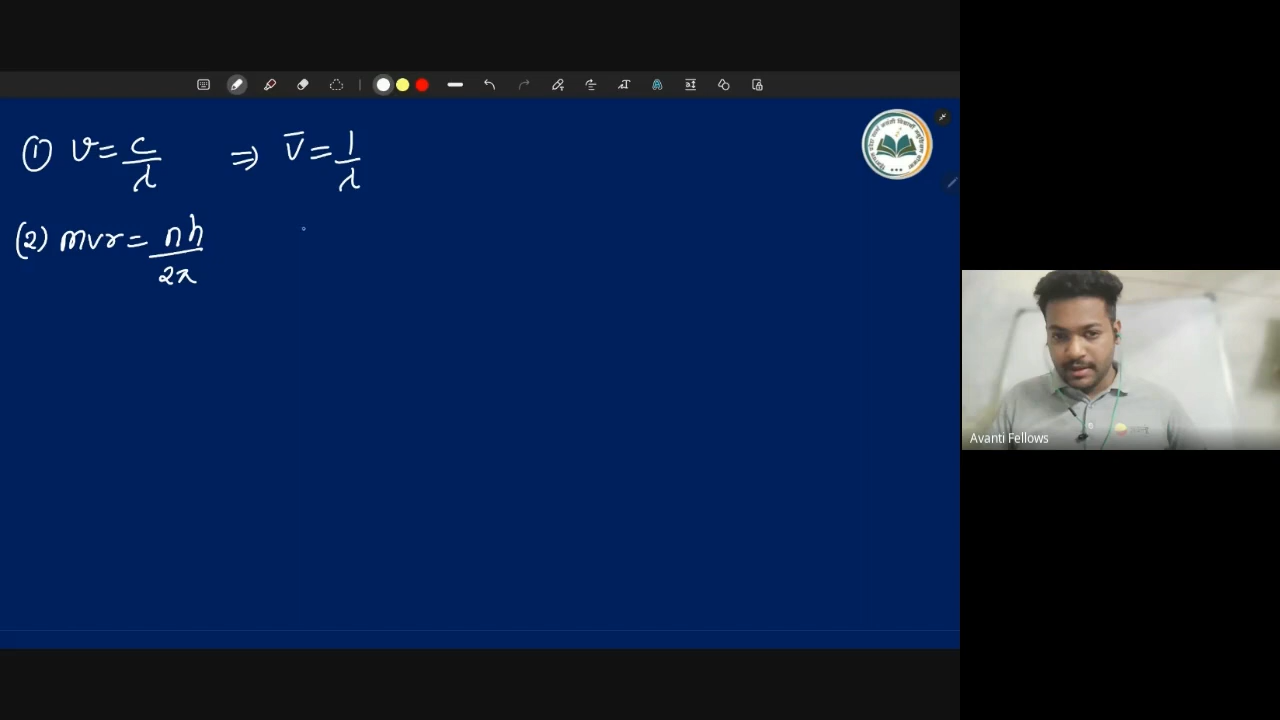 ① ν = c/λ ⇒ ν̅ = 1/λ
(2) mvr = nh/2π
Avanti Fellows